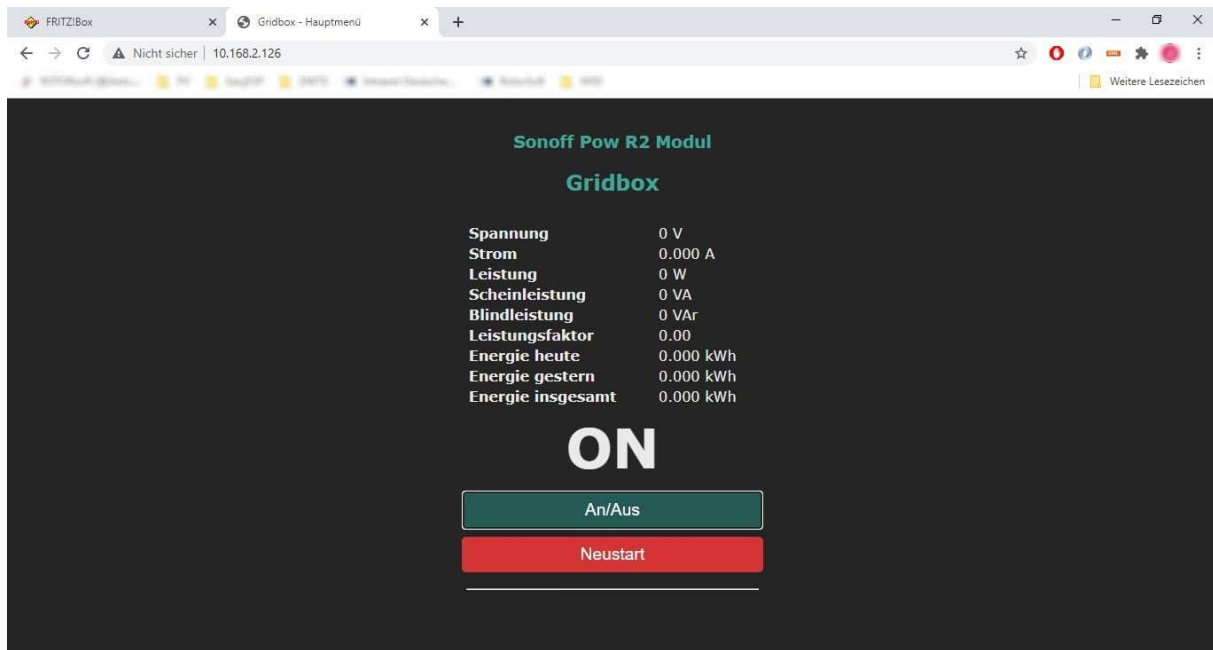 FRITZ!Box
Gridbox - Hauptmenü
Nicht sicher | 10.168.2.126
Weitere Lesezeichen
Sonoff Pow R2 Modul
Gridbox
Spannung 0 V
Strom 0.000 A
Leistung 0 W
Scheinleistung 0 VA
Blindleistung 0 VAr
Leistungsfaktor 0.00
Energie heute 0.000 kWh
Energie gestern 0.000 kWh
Energie insgesamt 0.000 kWh
ON
An/Aus
Neustart